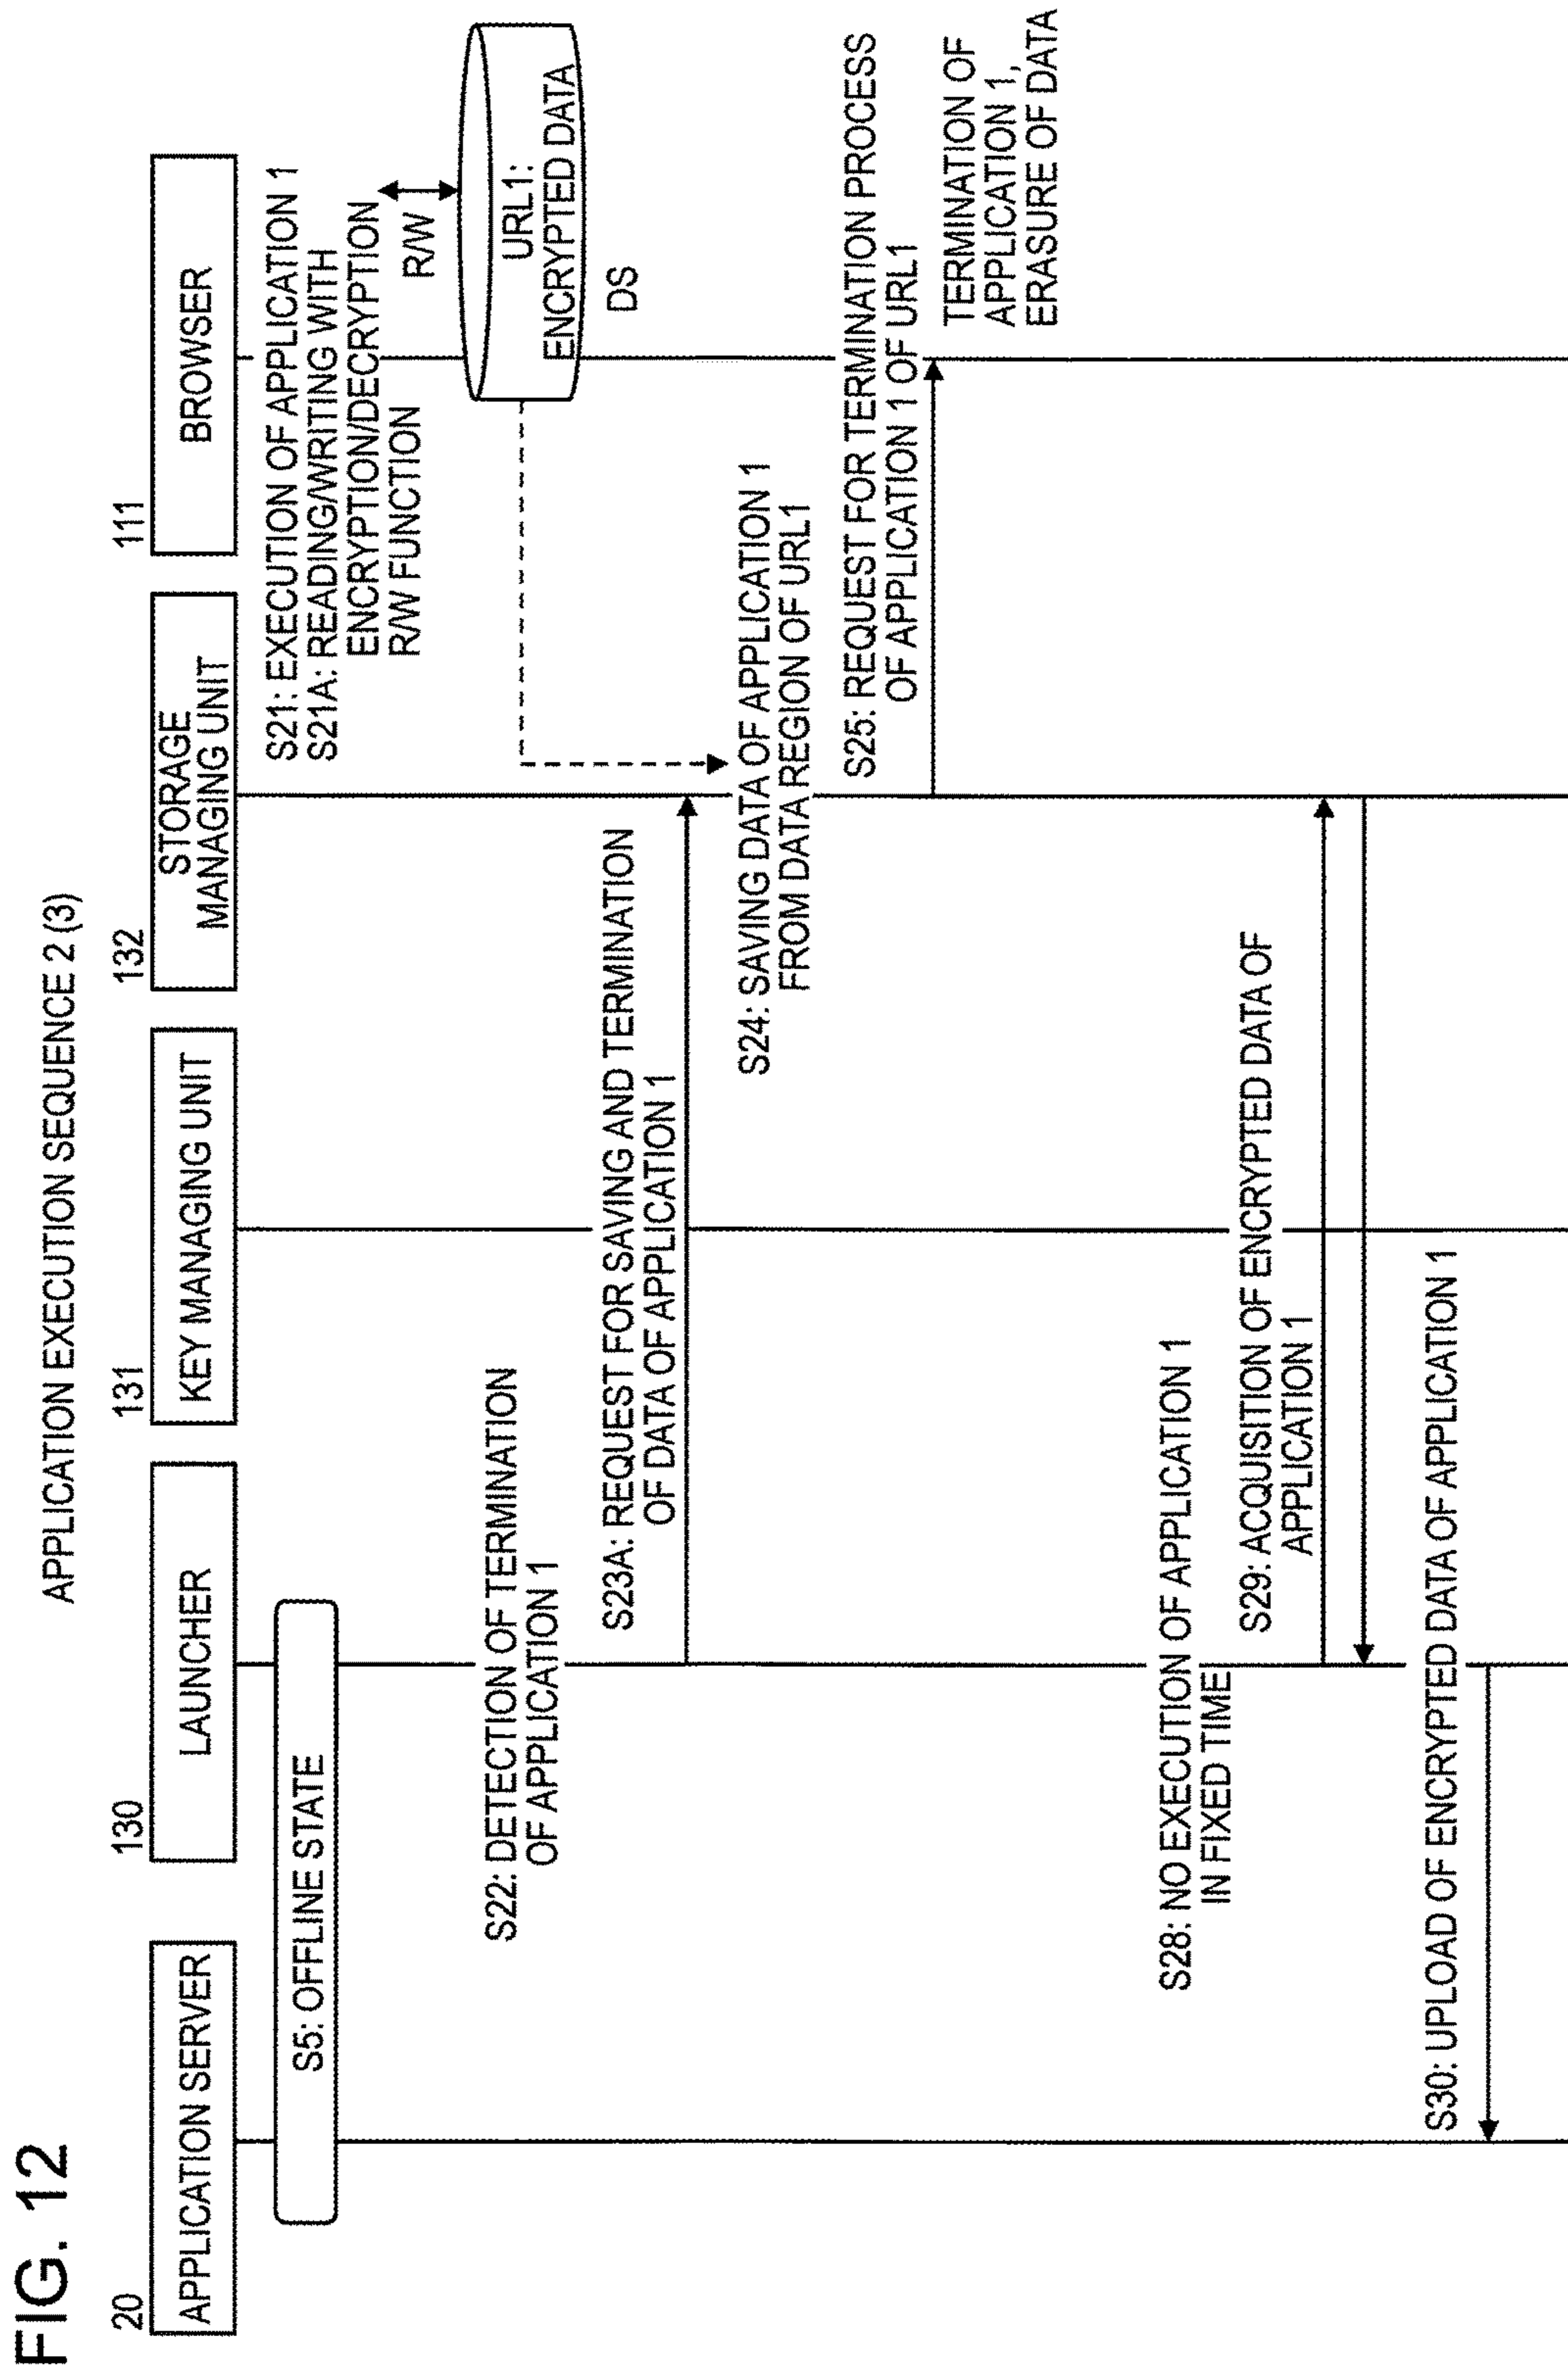 FIG. 12
APPLICATION EXECUTION SEQUENCE 2 (3)
20
APPLICATION SERVER
130
LAUNCHER
131
KEY MANAGING UNIT
132
STORAGE
MANAGING UNIT
111
BROWSER
S5: OFFLINE STATE
S21: EXECUTION OF APPLICATION 1
S21A: READING/WRITING WITH
ENCRYPTION/DECRYPTION
R/W FUNCTION
R/W
URL1:
ENCRYPTED DATA
DS
S22: DETECTION OF TERMINATION
OF APPLICATION 1
S23A: REQUEST FOR SAVING AND TERMINATION
OF DATA OF APPLICATION 1
S24: SAVING DATA OF APPLICATION 1
FROM DATA REGION OF URL1
S25: REQUEST FOR TERMINATION PROCESS
OF APPLICATION 1 OF URL1
TERMINATION OF
APPLICATION 1,
ERASURE OF DATA
S28: NO EXECUTION OF APPLICATION 1
IN FIXED TIME
S29: ACQUISITION OF ENCRYPTED DATA OF
APPLICATION 1
S30: UPLOAD OF ENCRYPTED DATA OF APPLICATION 1